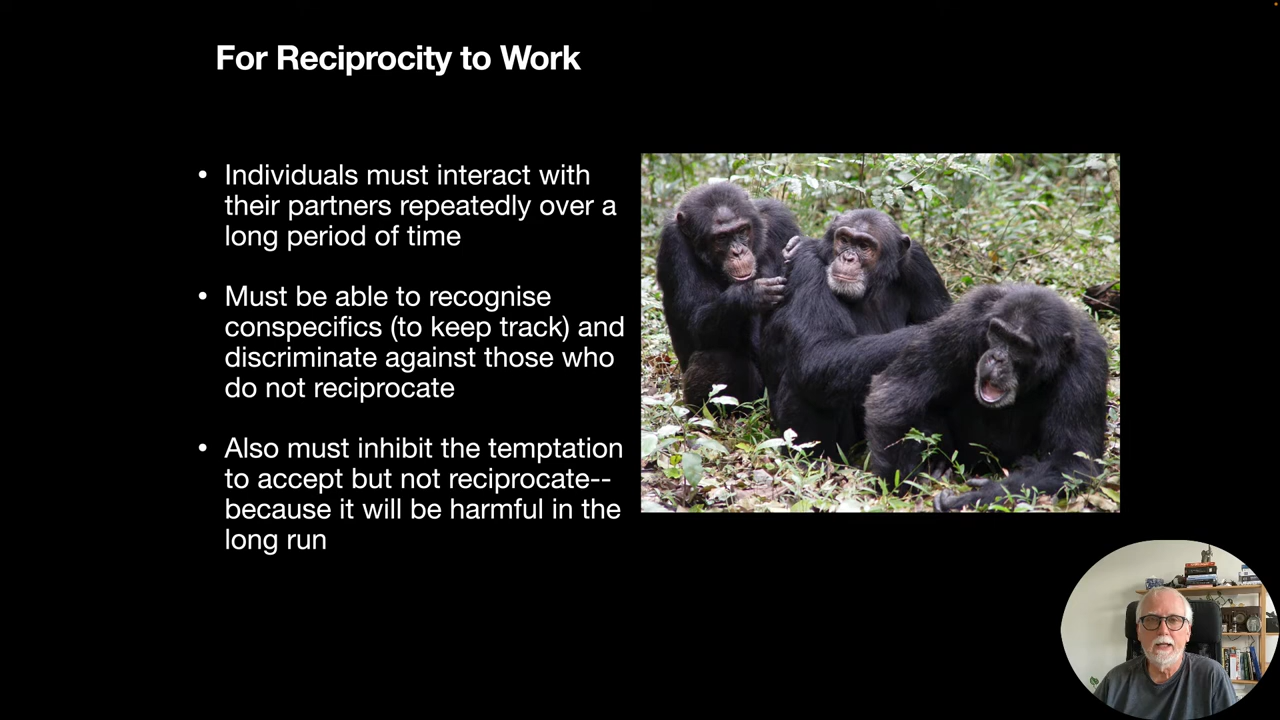 For Reciprocity to Work
• Individuals must interact with
their partners repeatedly over a
long period of time
• Must be able to recognise
conspecifics (to keep track) and
discriminate against those who
do not reciprocate
• Also must inhibit the temptation
to accept but not reciprocate--
because it will be harmful in the
long run